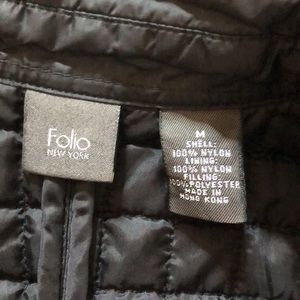 Folio
NEW YORK
M
SHELL:
100% NYLON
LINING:
100% NYLON
FILLING:
100% POLYESTER
MADE IN
HONG KONG